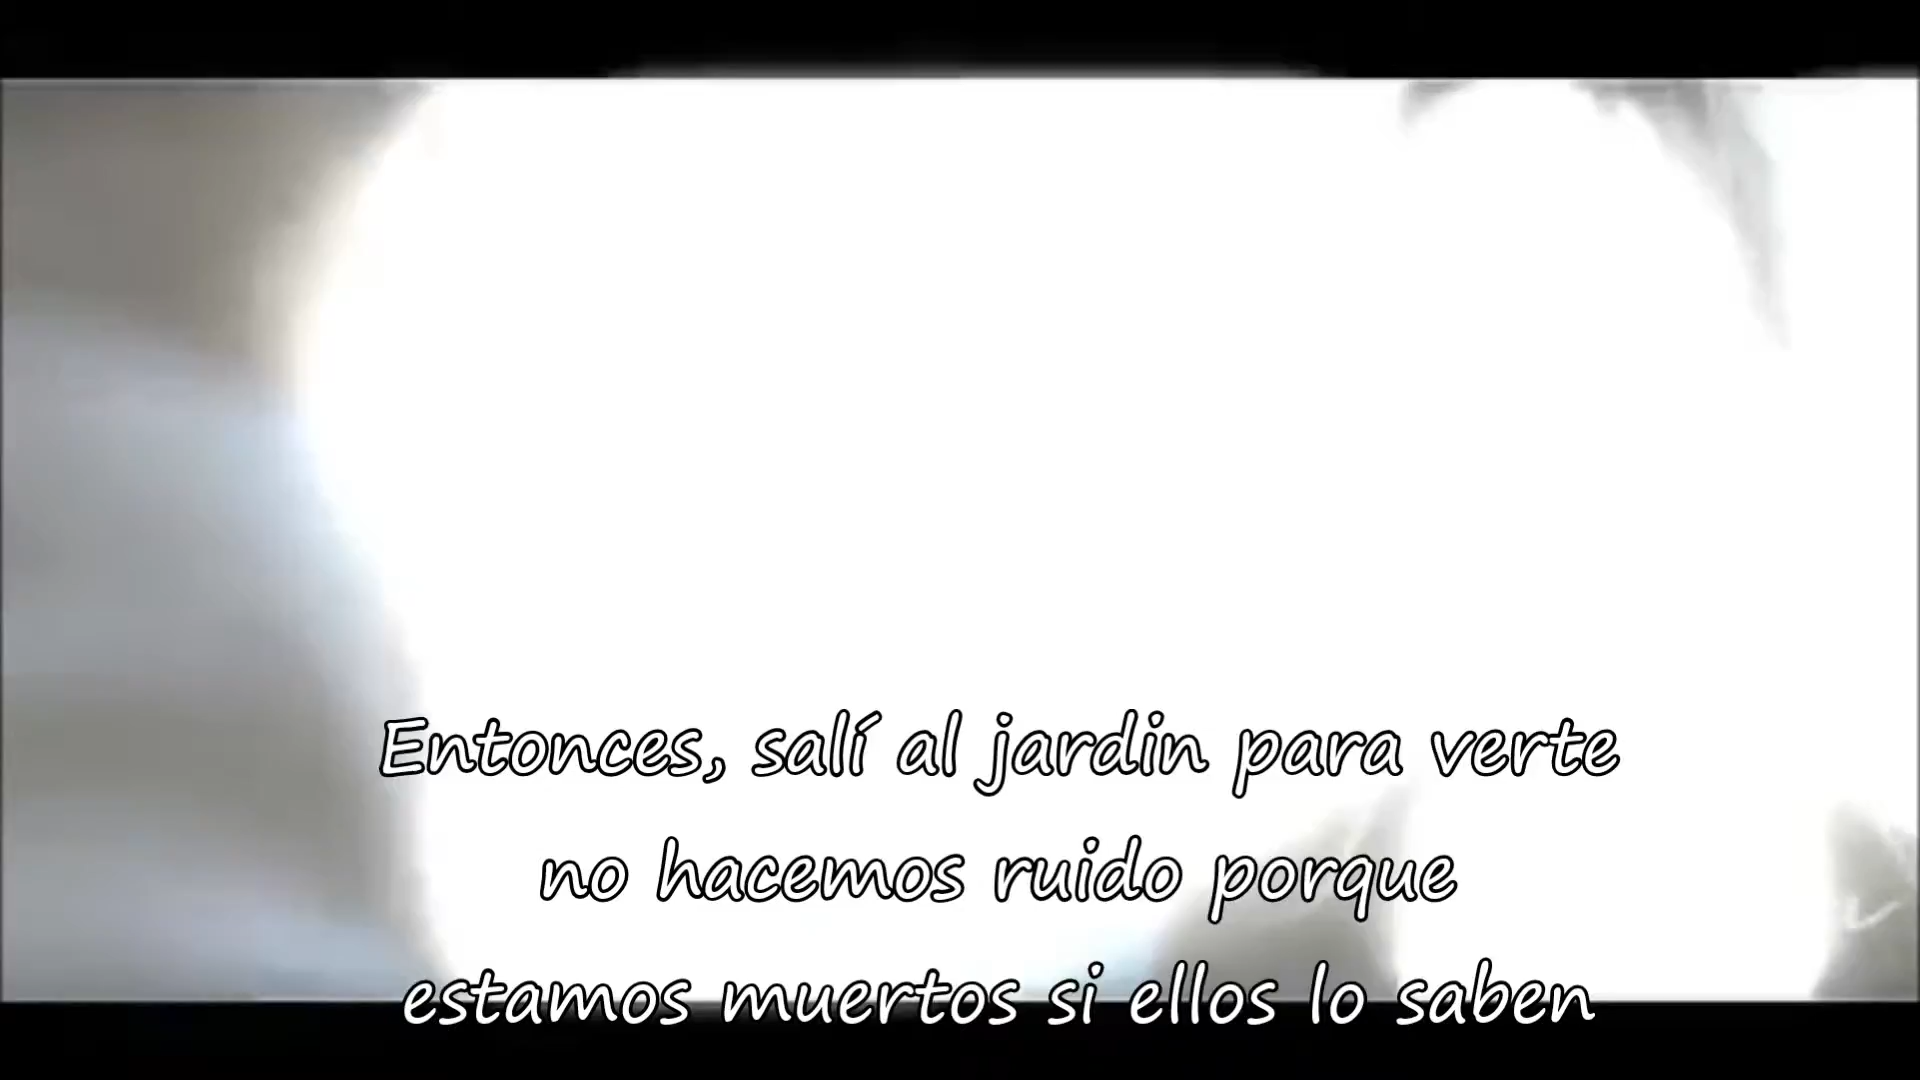 Entonces, salí al jardin para verte
no hacemos ruido porque
estamos muertos si ellos lo saben